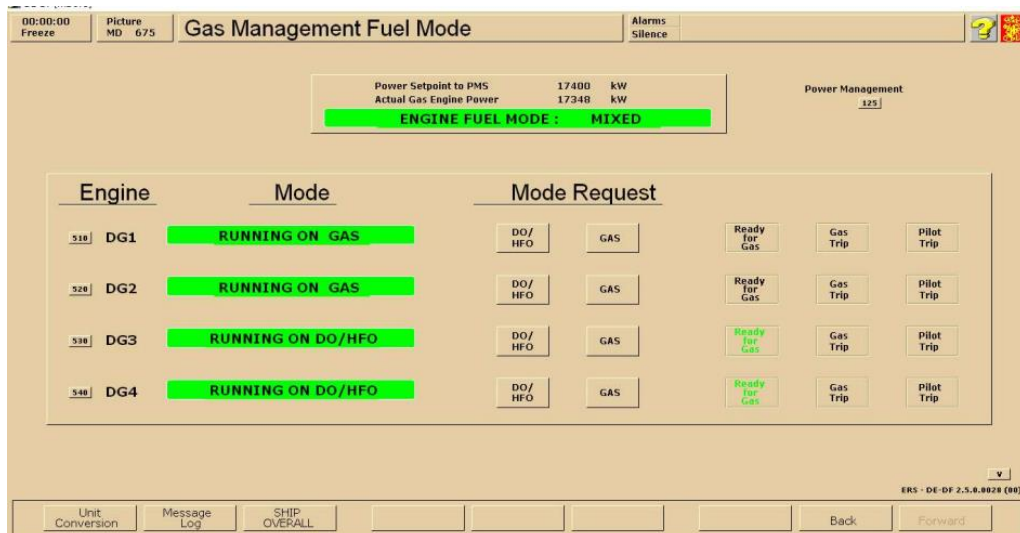 00:00:00
Freeze
Picture
MD 675
Gas Management Fuel Mode
Alarms
Silence
?
Power Setpoint to PMS 17400 kW
Actual Gas Engine Power 17348 kW
ENGINE FUEL MODE : MIXED
Power Management
125
Engine Mode Mode Request
510 DG1 RUNNING ON GAS
DO/
HFO
GAS
Ready
for
Gas
Gas
Trip
Pilot
Trip
520 DG2 RUNNING ON GAS
DO/
HFO
GAS
Ready
for
Gas
Gas
Trip
Pilot
Trip
530 DG3 RUNNING ON DO/HFO
DO/
HFO
GAS
Ready
for
Gas
Gas
Trip
Pilot
Trip
540 DG4 RUNNING ON DO/HFO
DO/
HFO
GAS
Ready
for
Gas
Gas
Trip
Pilot
Trip
v
ERS - DE-DF 2.5.0.8028 (00)
Unit
Conversion
Message
Log
SHIP
OVERALL
Back
Forward